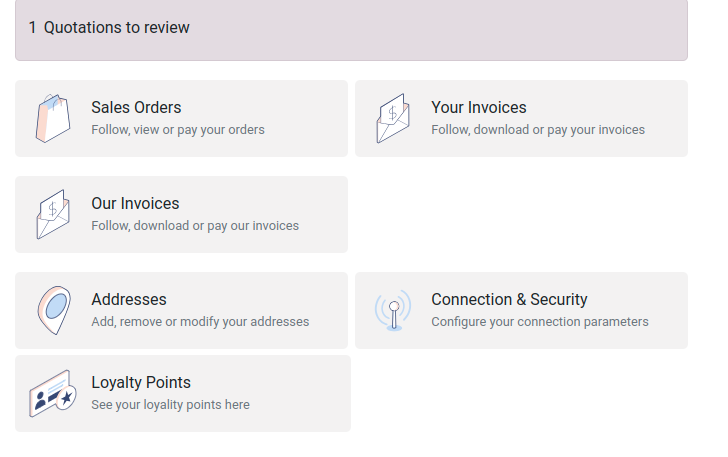 1 Quotations to review
Sales Orders
Follow, view or pay your orders
Your Invoices
Follow, download or pay your invoices
Our Invoices
Follow, download or pay our invoices
Addresses
Add, remove or modify your addresses
Connection & Security
Configure your connection parameters
Loyalty Points
See your loyality points here